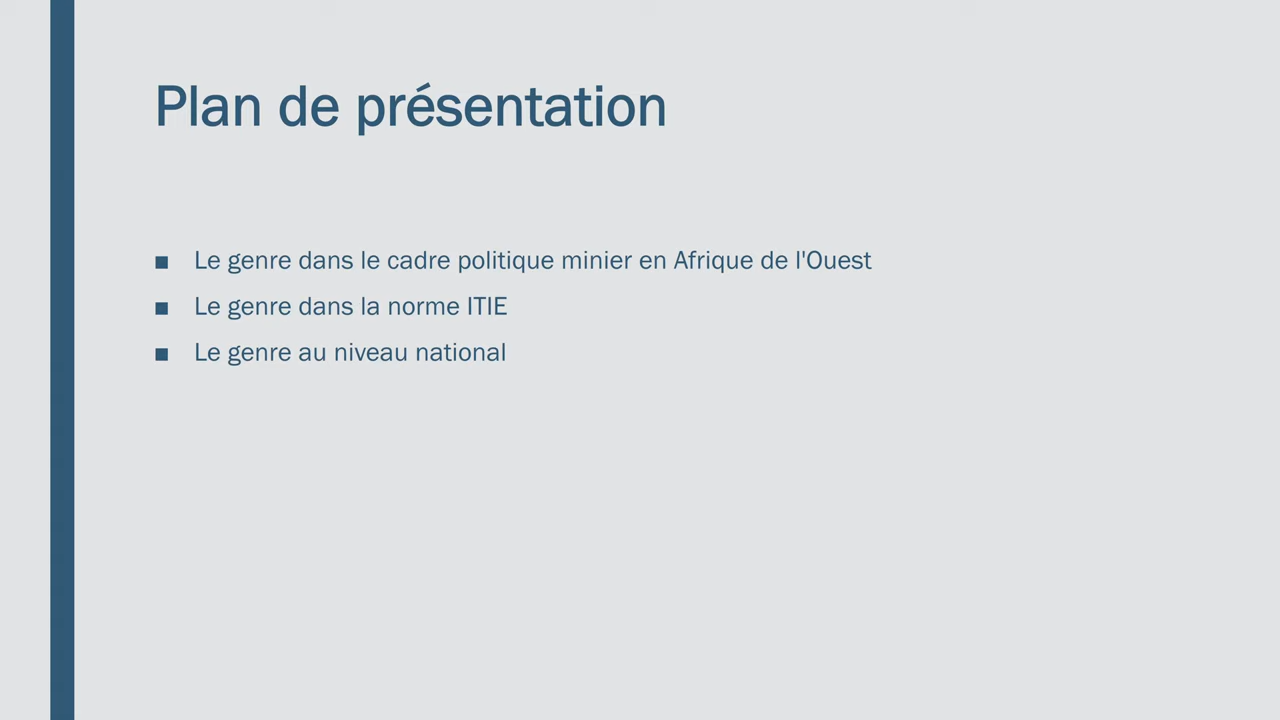 Plan de présentation
■ Le genre dans le cadre politique minier en Afrique de l'Ouest
■ Le genre dans la norme ITIE
■ Le genre au niveau national